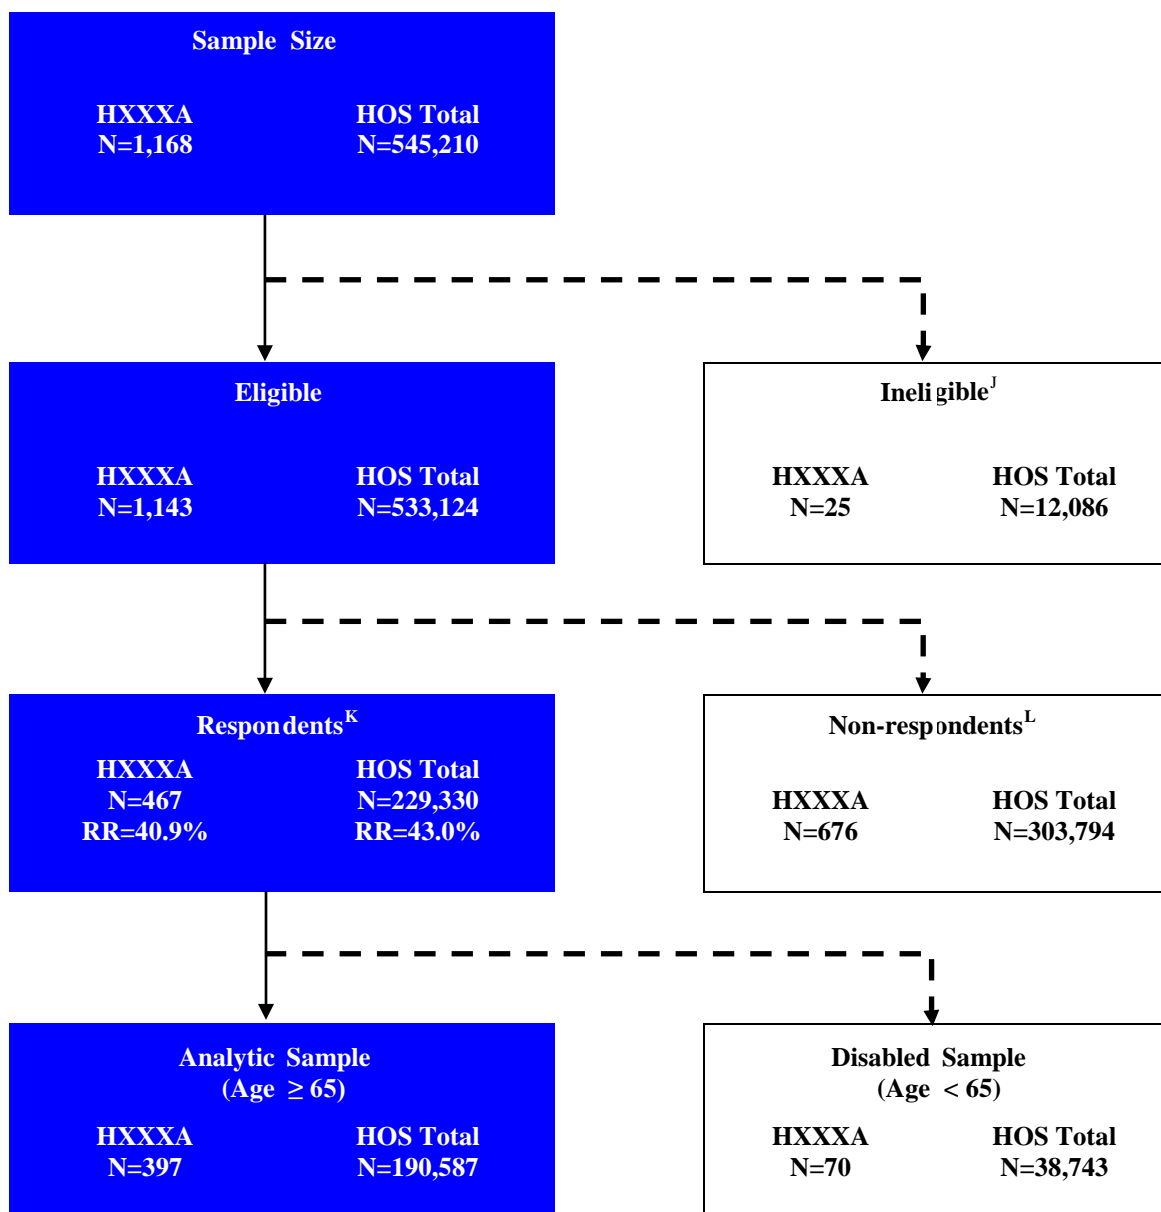 Sample Size
HXXXA HOS Total
N=1,168 N=545,210
Eligible
HXXXA HOS Total
N=1,143 N=533,124
Ineligible^J
HXXXA HOS Total
N=25 N=12,086
Respondents^K
HXXXA HOS Total
N=467 N=229,330
RR=40.9% RR=43.0%
Non-respondents^L
HXXXA HOS Total
N=676 N=303,794
Analytic Sample
(Age ≥ 65)
HXXXA HOS Total
N=397 N=190,587
Disabled Sample
(Age < 65)
HXXXA HOS Total
N=70 N=38,743